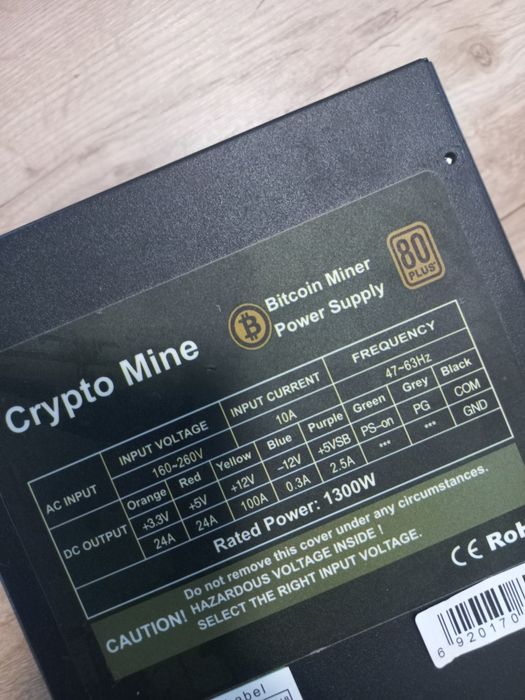 80
PLUS
Bitcoin Miner
Power Supply
Crypto Mine
AC INPUT INPUT VOLTAGE INPUT CURRENT FREQUENCY
160~260V 10A 47~63Hz
DC OUTPUT Orange Red Yellow Blue Purple Green Grey Black
+3.3V +5V +12V -12V +5VSB PS-on PG COM
24A 24A 100A 0.3A 2.5A *** *** GND
Rated Power: 1300W
CAUTION! Do not remove this cover under any circumstances.
HAZARDOUS VOLTAGE INSIDE !
SELECT THE RIGHT INPUT VOLTAGE.
CE Rob
6 920170